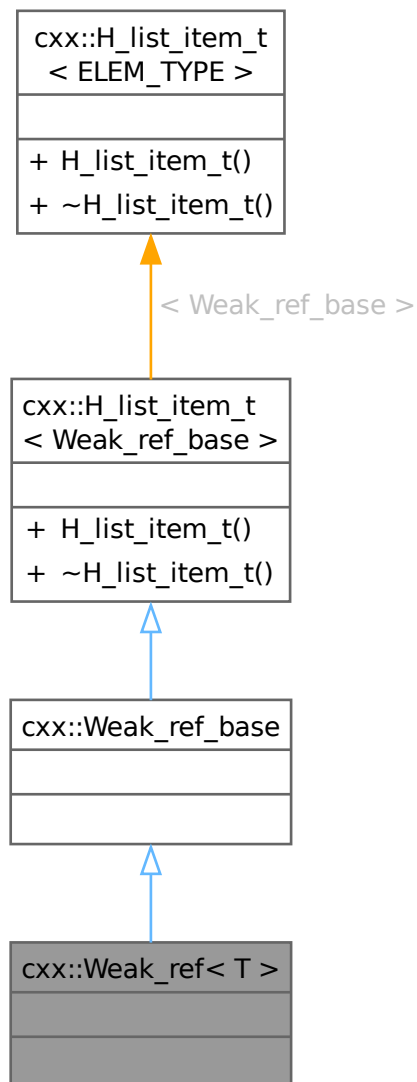 cxx::H_list_item_t
< ELEM_TYPE >
+ H_list_item_t()
+ ~H_list_item_t()
< Weak_ref_base >
cxx::H_list_item_t
< Weak_ref_base >
+ H_list_item_t()
+ ~H_list_item_t()
cxx::Weak_ref_base
cxx::Weak_ref< T >